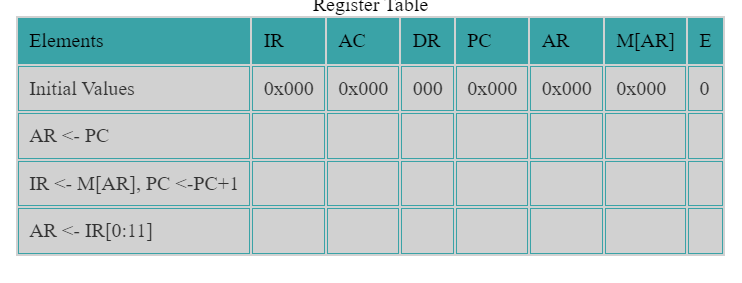 Register Table
Elements IR AC DR PC AR M[AR] E
Initial Values 0x000 0x000 000 0x000 0x000 0x000 0
AR <- PC
IR <- M[AR], PC <-PC+1
AR <- IR[0:11]